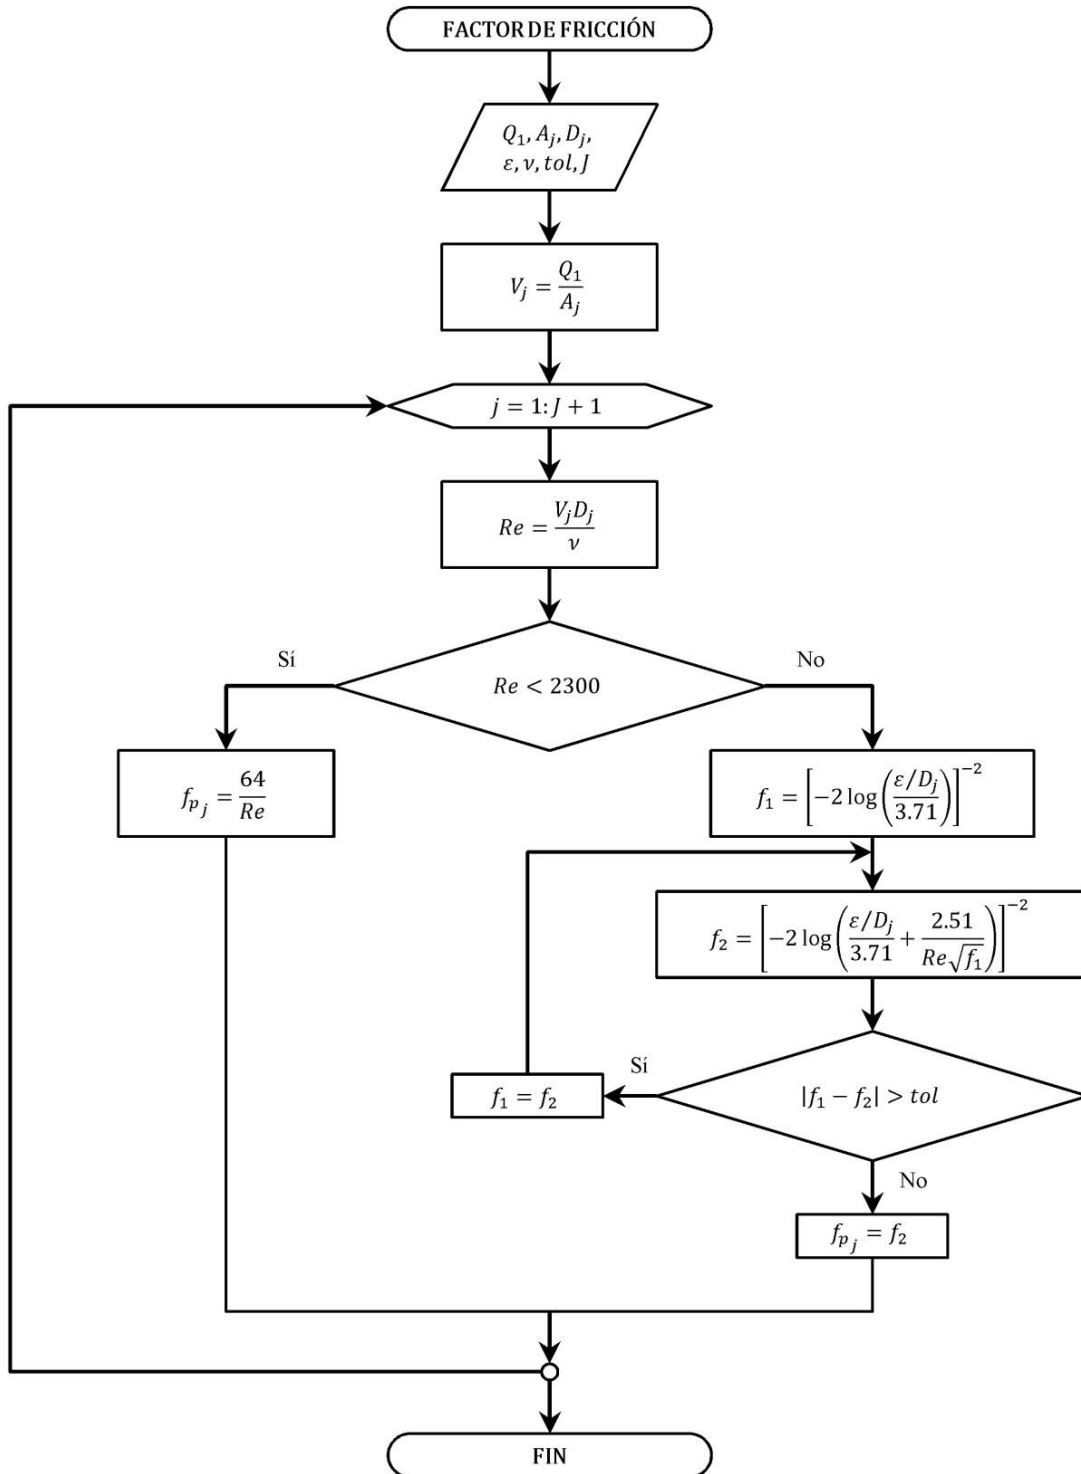 FACTOR DE FRICCIÓN
Q₁, Aⱼ, Dⱼ,
ε, ν, tol, J
Vⱼ = Q₁/Aⱼ
j = 1: J + 1
Re = VⱼDⱼ/ν
Sí
Re < 2300
No
f_pⱼ = 64/Re
f₁ = [−2 log((ε/Dⱼ)/3.71)]⁻²
f₂ = [−2 log((ε/Dⱼ)/3.71 + 2.51/(Re√f₁))]⁻²
Sí
f₁ = f₂
|f₁ − f₂| > tol
No
f_pⱼ = f₂
FIN